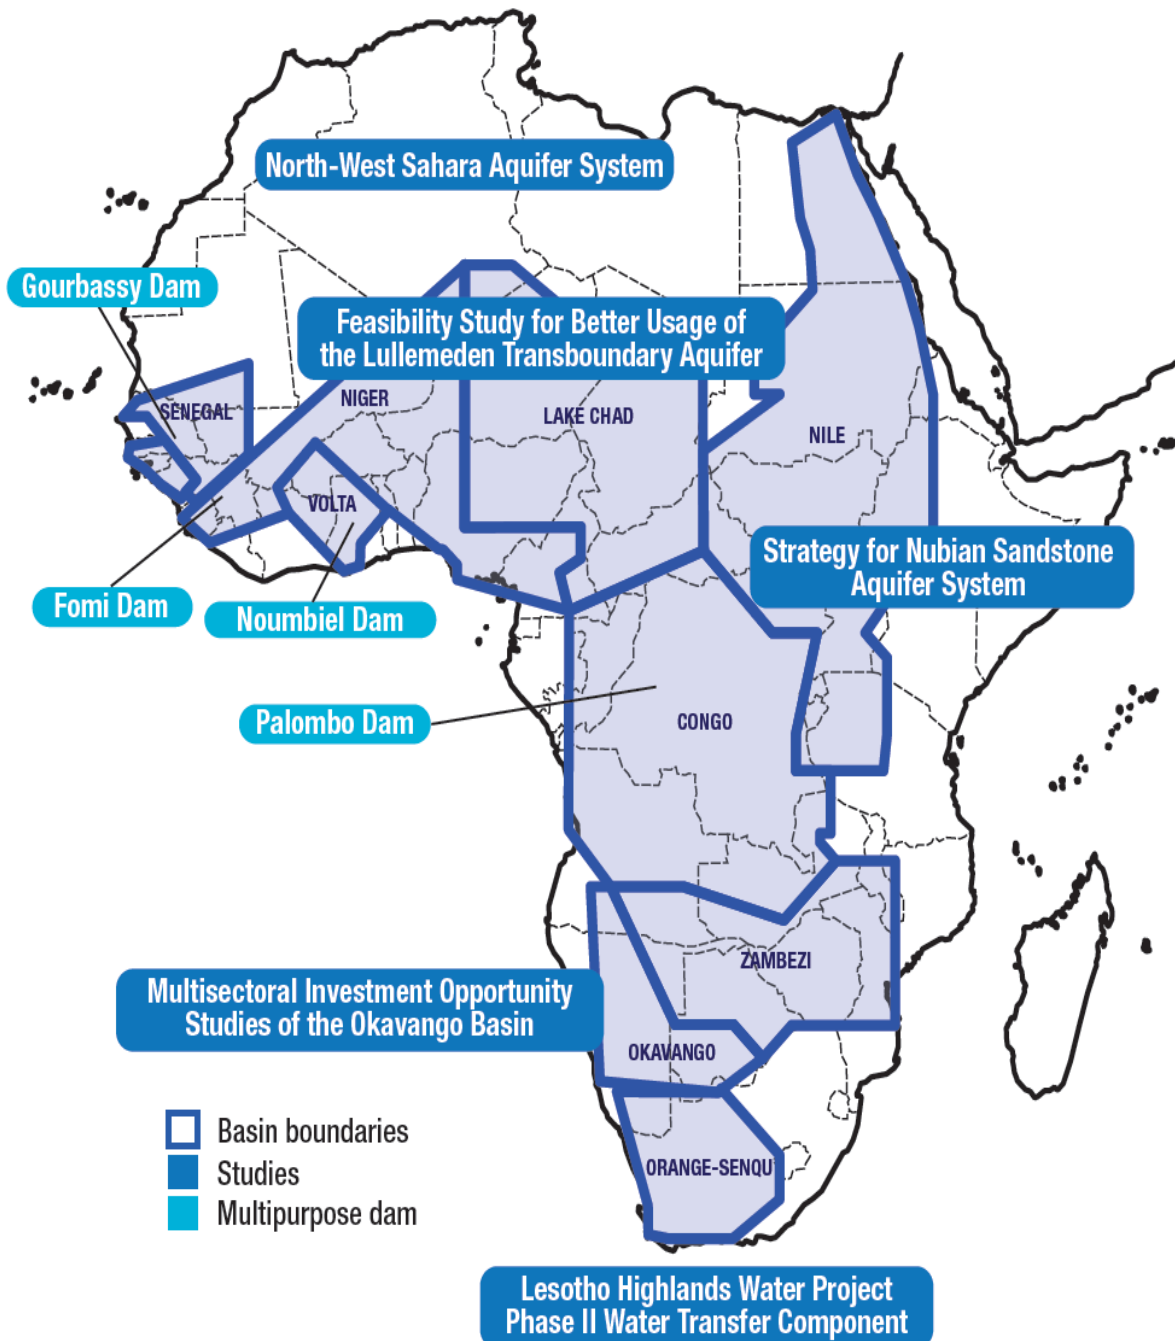 North-West Sahara Aquifer System
Gourbassy Dam
Feasibility Study for Better Usage of
the Lullemeden Transboundary Aquifer
SENEGAL
NIGER
LAKE CHAD
NILE
VOLTA
Strategy for Nubian Sandstone
Aquifer System
Fomi Dam
Noumbiel Dam
Palombo Dam
CONGO
ZAMBEZI
Multisectoral Investment Opportunity
Studies of the Okavango Basin
OKAVANGO
Basin boundaries
Studies
Multipurpose dam
ORANGE-SENQU
Lesotho Highlands Water Project
Phase II Water Transfer Component